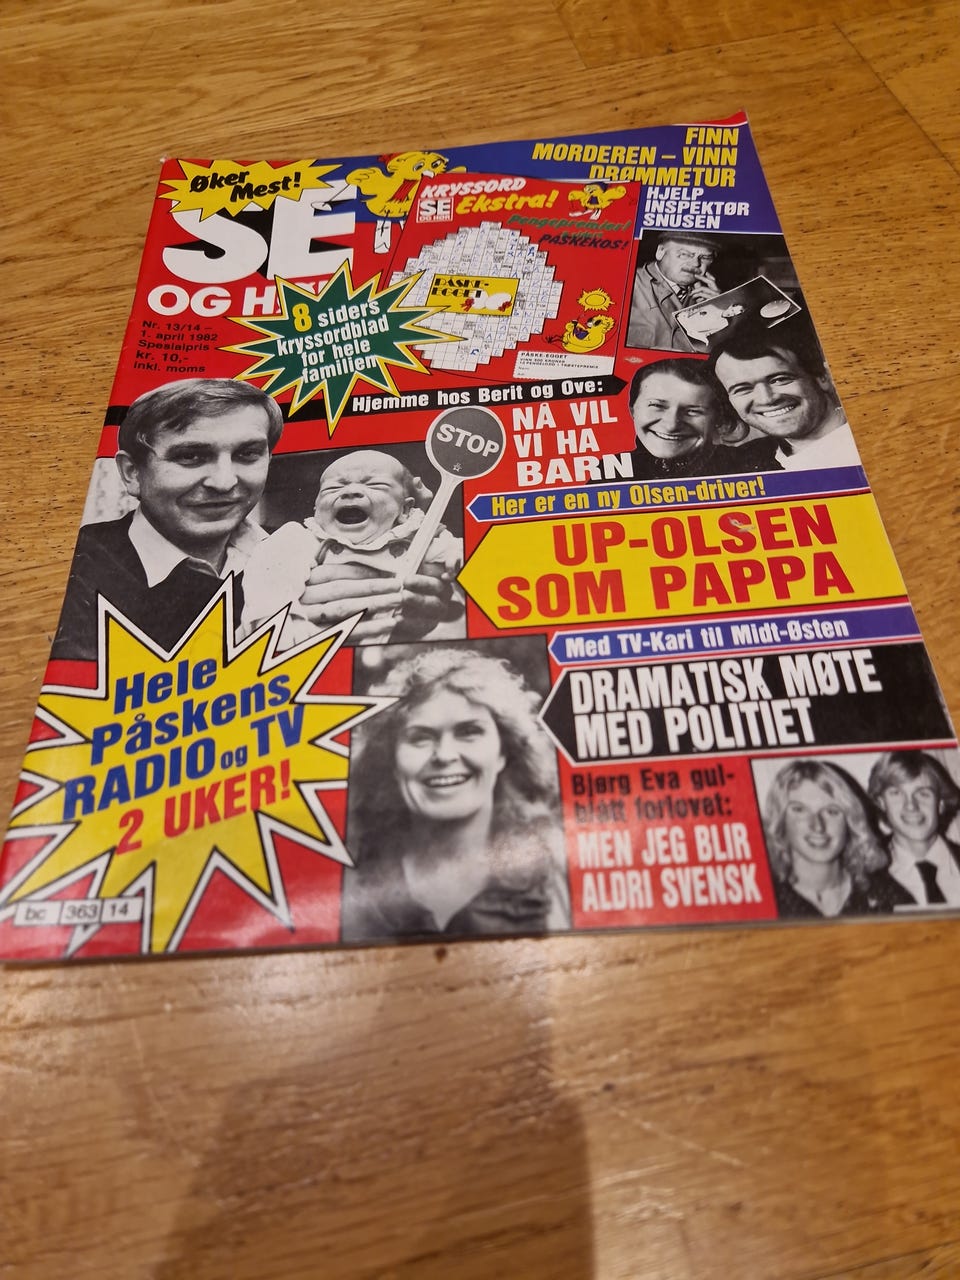 FINN
MORDEREN – VINN
DRØMMETUR
HJELP
INSPEKTØR
SNUSEN
Øker
Mest!
SE
OG H
KRYSSORD
SE
OG HØR
Ekstra!
Pengepremier!
PÅSKEKOS!
PÅSKE-
EGGET
PÅSKE-EGGET
Nr. 13/14 –
1. april 1982
Spesialpris
kr. 10,-
inkl. moms
8 siders
kryssordblad
for hele
familien
Hjemme hos Berit og Ove:
NÅ VIL
VI HA
BARN
STOP
Her er en ny Olsen-driver!
UP-OLSEN
SOM PAPPA
Med TV-Kari til Midt-Østen
DRAMATISK MØTE
MED POLITIET
Hele
Påskens
RADIO og TV
2 UKER!
Bjørg Eva gul-
blått forlovet:
MEN JEG BLIR
ALDRI SVENSK
bc 363 14